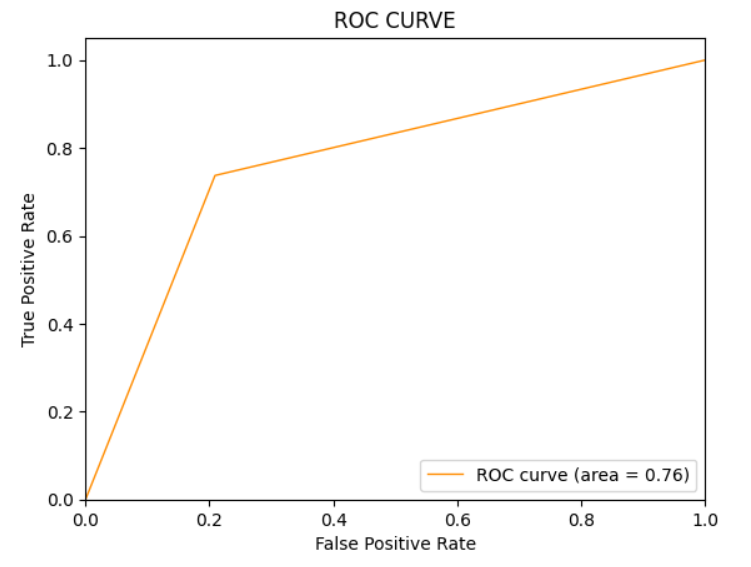 ROC CURVE
1.0
0.8
0.6
0.4
0.2
0.0
True Positive Rate
ROC curve (area = 0.76)
0.0 0.2 0.4 0.6 0.8 1.0
False Positive Rate